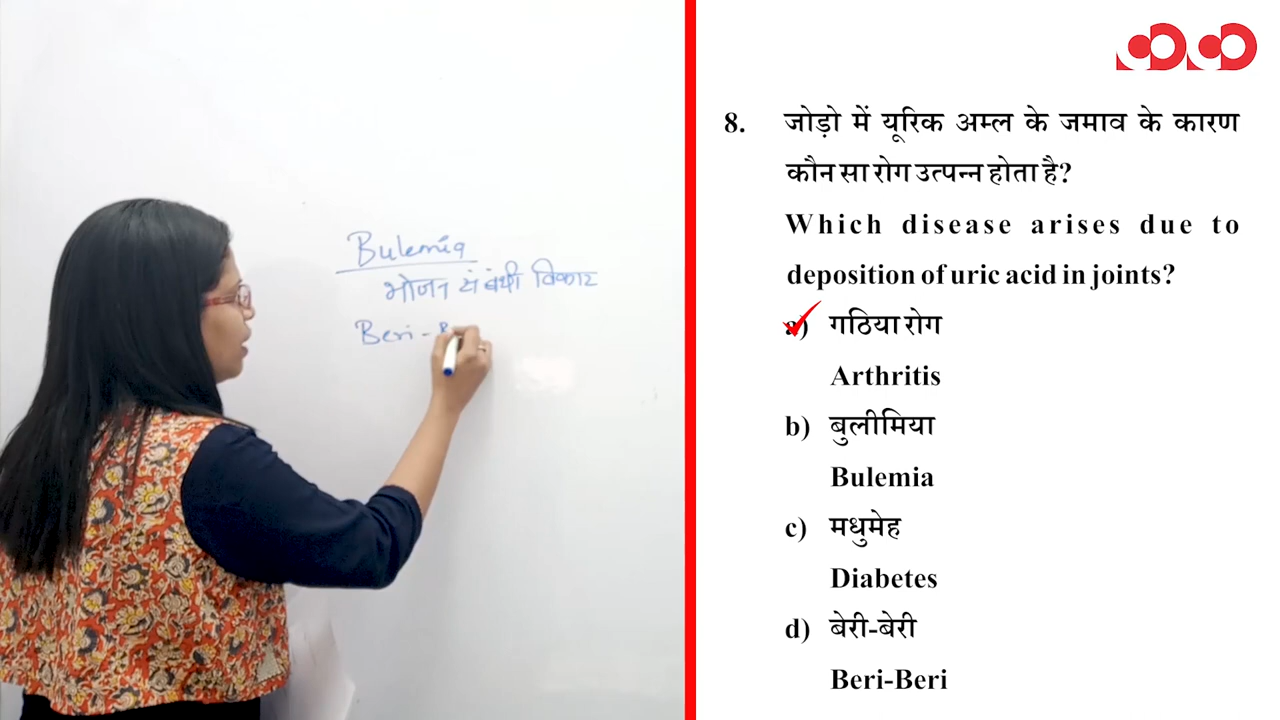 Bulemia
भोजन संबंधी विकार
Beri - B
8. जोड़ो में यूरिक अम्ल के जमाव के कारण
कौन सा रोग उत्पन्न होता है?
Which disease arises due to
deposition of uric acid in joints?
a) गठिया रोग
Arthritis
b) बुलीमिया
Bulemia
c) मधुमेह
Diabetes
d) बेरी-बेरी
Beri-Beri